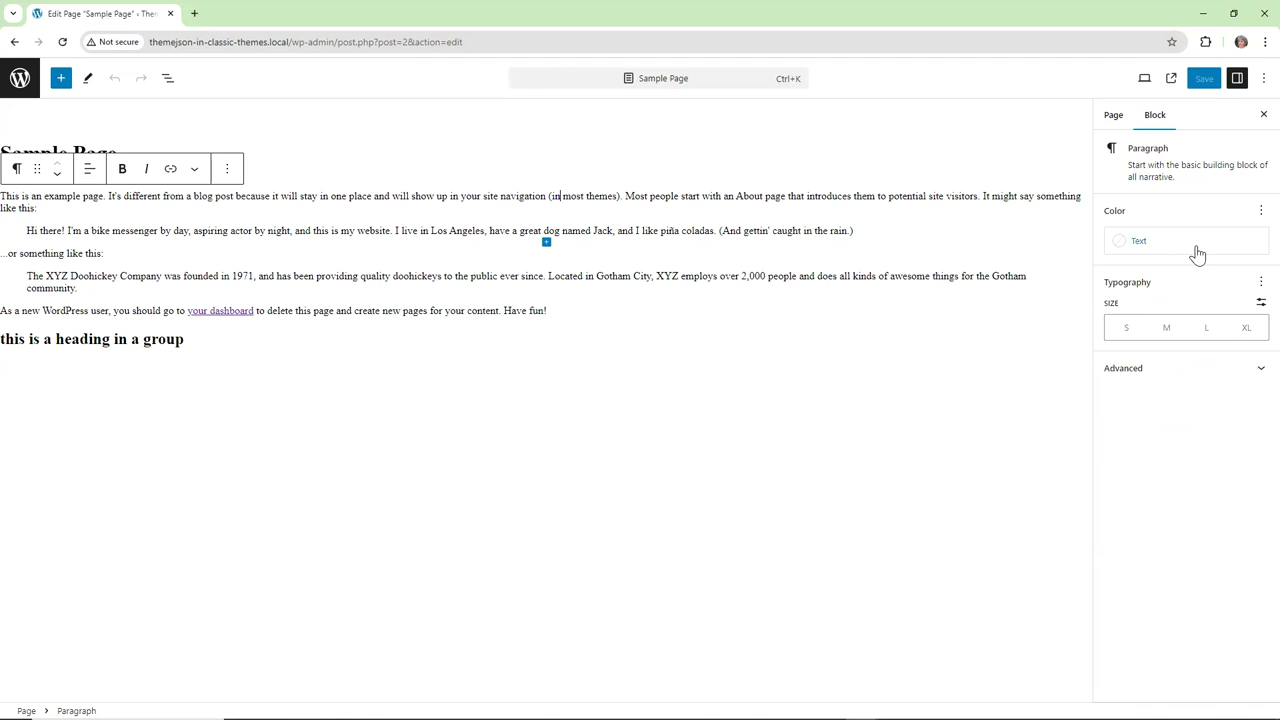 Edit Page "Sample Page" ‹ Then
Not secure
themejson-in-classic-themes.local/wp-admin/post.php?post=2&action=edit
Sample Page
Ctrl+K
Save
Page
Block
Sample Page
B
I
Paragraph
Start with the basic building block of
all narrative.
This is an example page. It's different from a blog post because it will stay in one place and will show up in your site navigation (in most themes). Most people start with an About page that introduces them to potential site visitors. It might say something
like this:
Hi there! I'm a bike messenger by day, aspiring actor by night, and this is my website. I live in Los Angeles, have a great dog named Jack, and I like piña coladas. (And gettin' caught in the rain.)
...or something like this:
The XYZ Doohickey Company was founded in 1971, and has been providing quality doohickeys to the public ever since. Located in Gotham City, XYZ employs over 2,000 people and does all kinds of awesome things for the Gotham
community.
As a new WordPress user, you should go to your dashboard to delete this page and create new pages for your content. Have fun!
this is a heading in a group
Color
Text
Typography
SIZE
S
M
L
XL
Advanced
Page
Paragraph